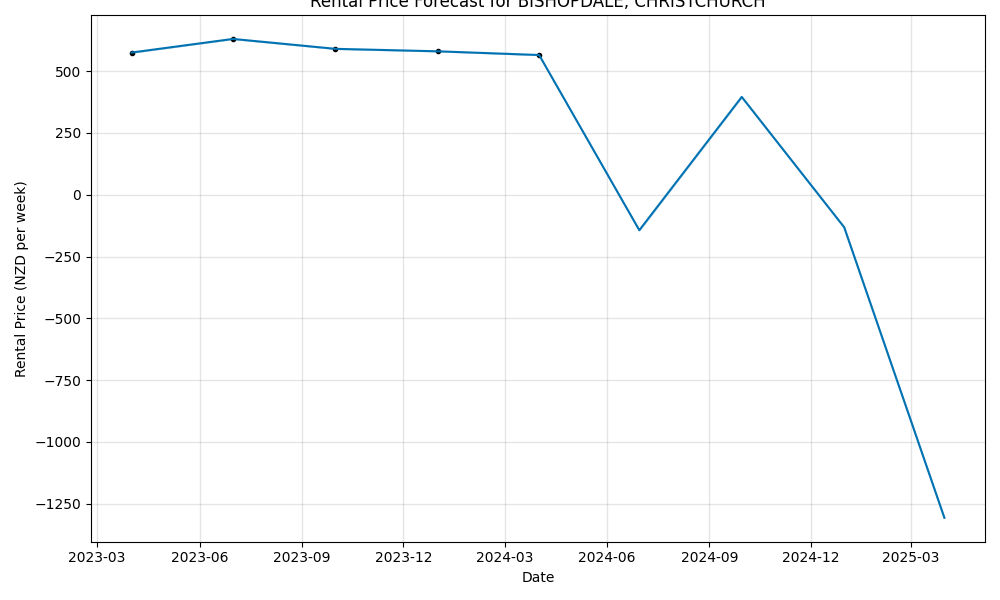 Rental Price Forecast for BISHOPDALE, CHRISTCHURCH
500
250
0
−250
−500
−750
−1000
−1250
Rental Price (NZD per week)
2023-03 2023-06 2023-09 2023-12 2024-03 2024-06 2024-09 2024-12 2025-03
Date